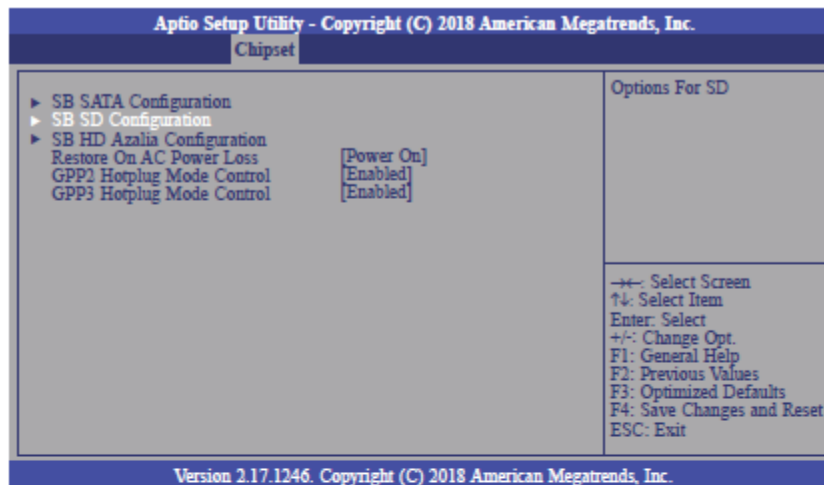 Aptio Setup Utility - Copyright (C) 2018 American Megatrends, Inc.
Chipset
► SB SATA Configuration
► SB SD Configuration
► SB HD Azalia Configuration
Restore On AC Power Loss [Power On]
GPP2 Hotplug Mode Control [Enabled]
GPP3 Hotplug Mode Control [Enabled]
Options For SD
→←: Select Screen
↑↓: Select Item
Enter: Select
+/-: Change Opt.
F1: General Help
F2: Previous Values
F3: Optimized Defaults
F4: Save Changes and Reset
ESC: Exit
Version 2.17.1246. Copyright (C) 2018 American Megatrends, Inc.